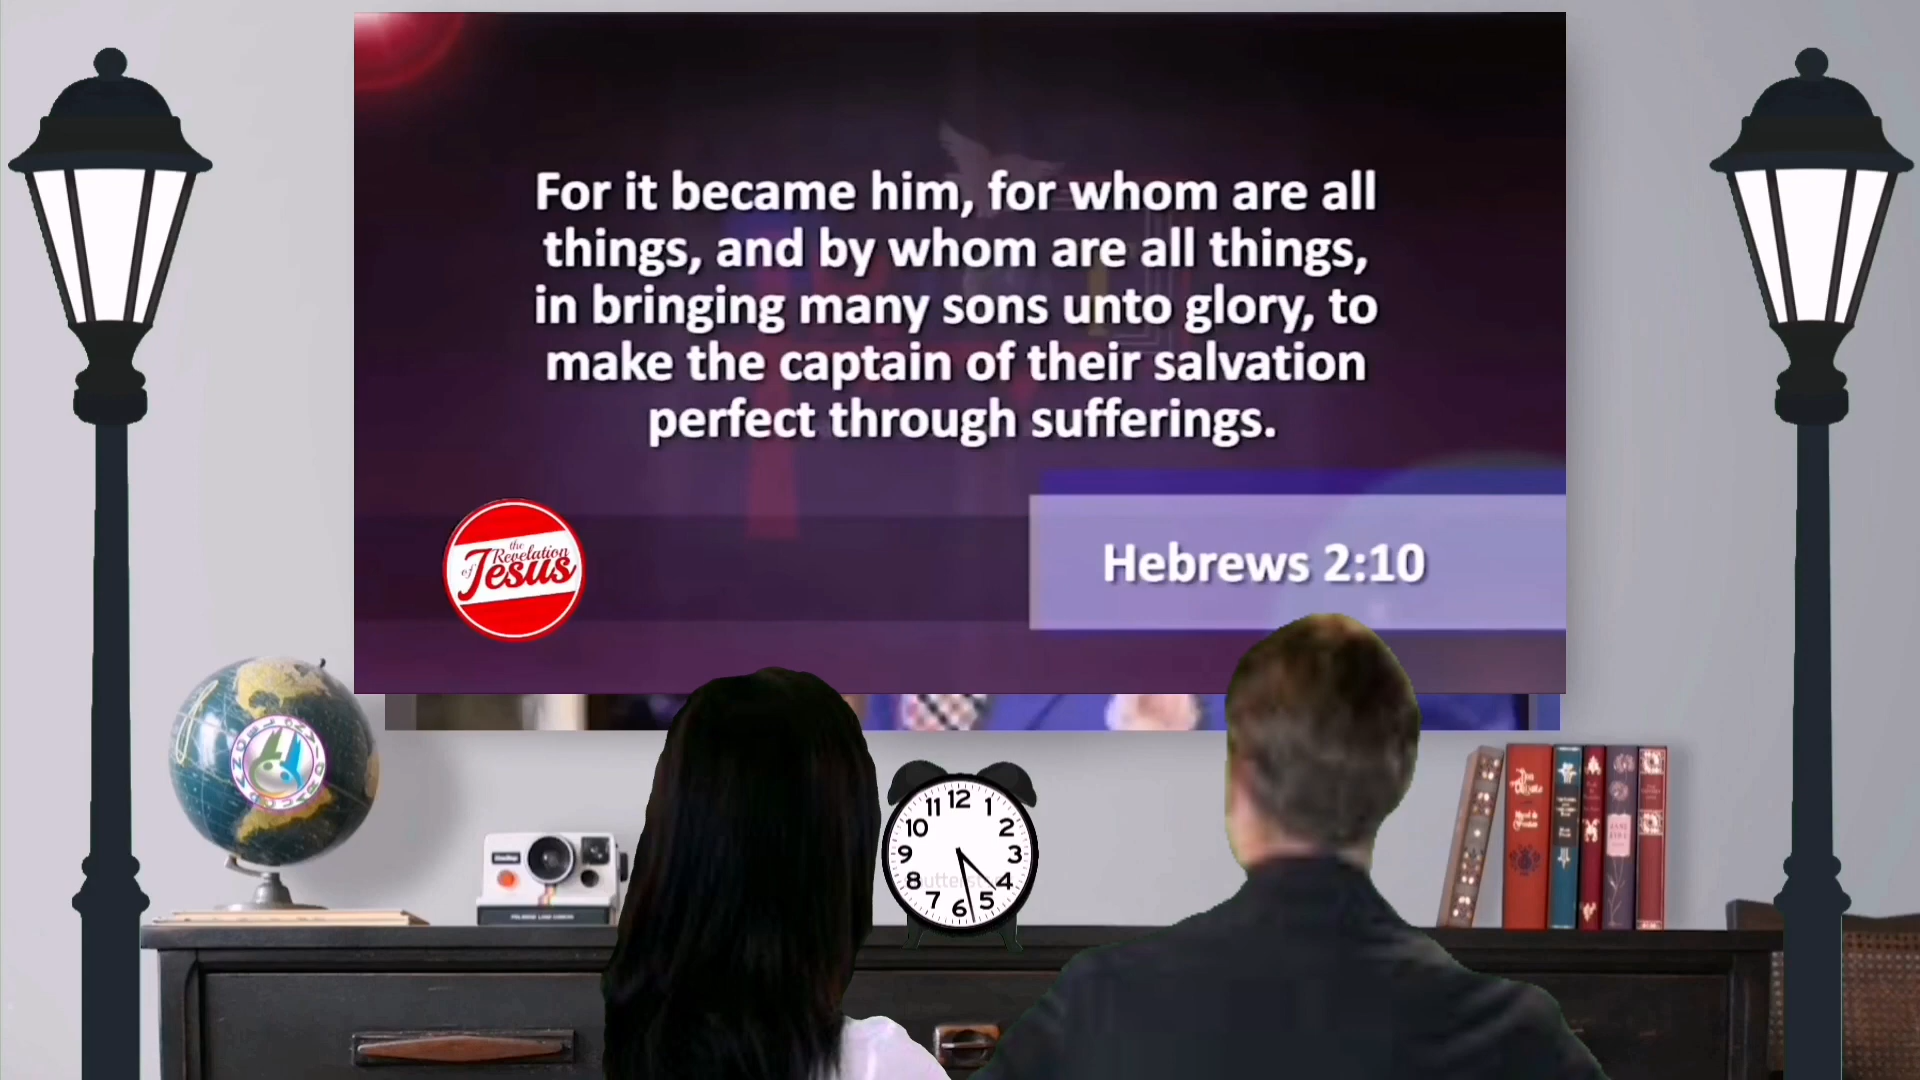 For it became him, for whom are all
things, and by whom are all things,
in bringing many sons unto glory, to
make the captain of their salvation
perfect through sufferings.
the
Revelation
of
Jesus
Hebrews 2:10
12
11
1
10
2
9
3
8
4
7
5
6